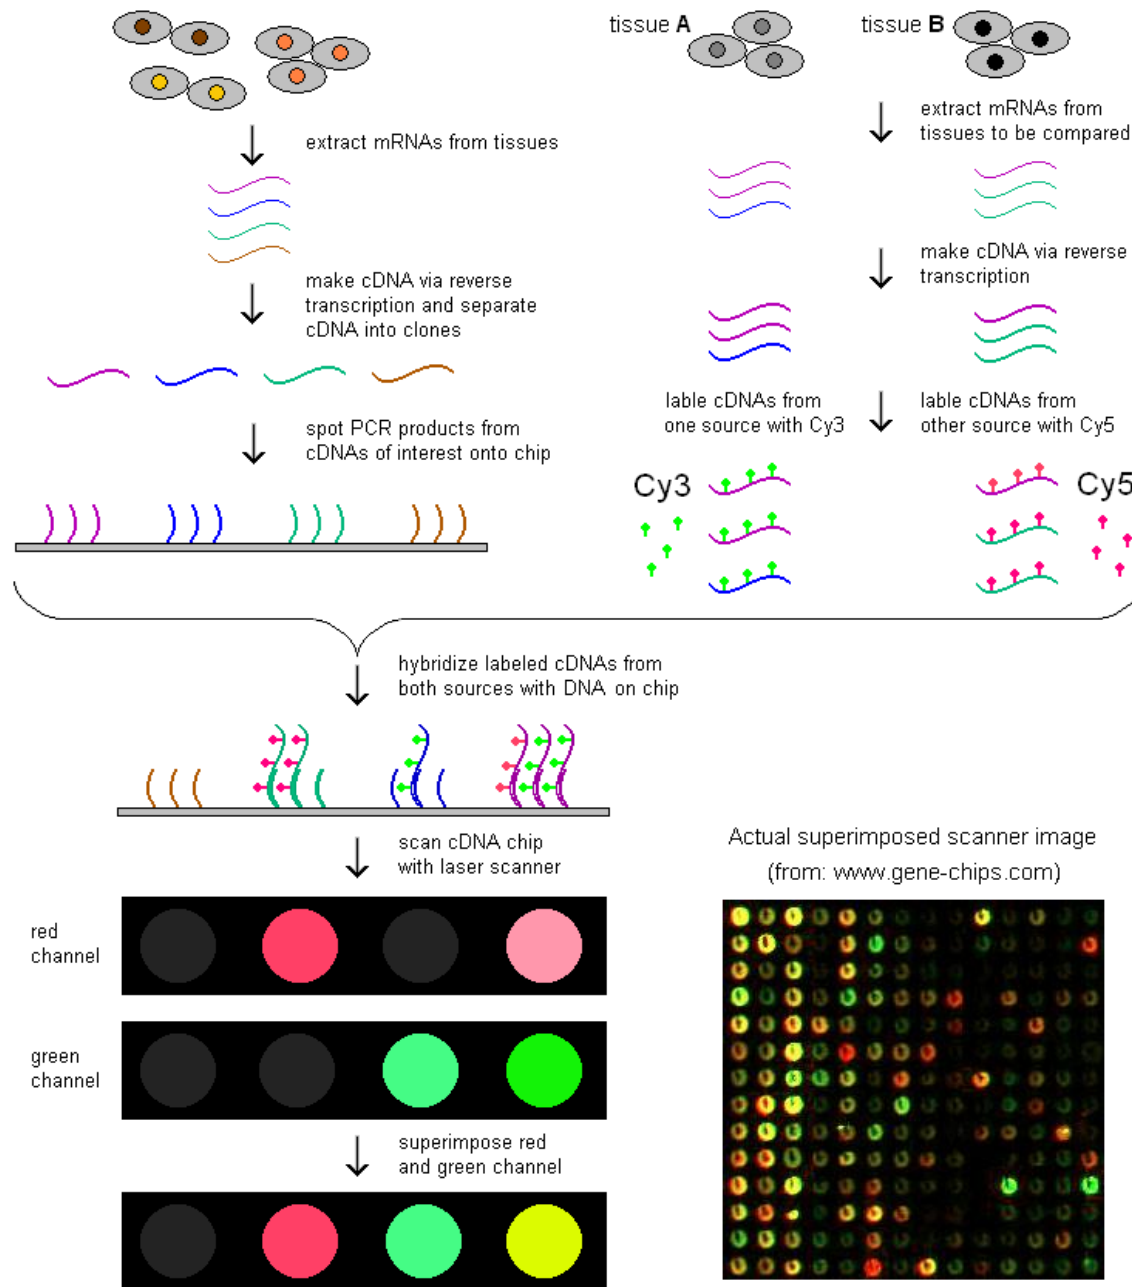 tissue A
tissue B
extract mRNAs from tissues
extract mRNAs from
tissues to be compared
make cDNA via reverse
transcription and separate
cDNA into clones
make cDNA via reverse
transcription
spot PCR products from
cDNAs of interest onto chip
lable cDNAs from
one source with Cy3
lable cDNAs from
other source with Cy5
Cy3
Cy5
hybridize labeled cDNAs from
both sources with DNA on chip
scan cDNA chip
with laser scanner
Actual superimposed scanner image
(from: www.gene-chips.com)
red
channel
green
channel
superimpose red
and green channel